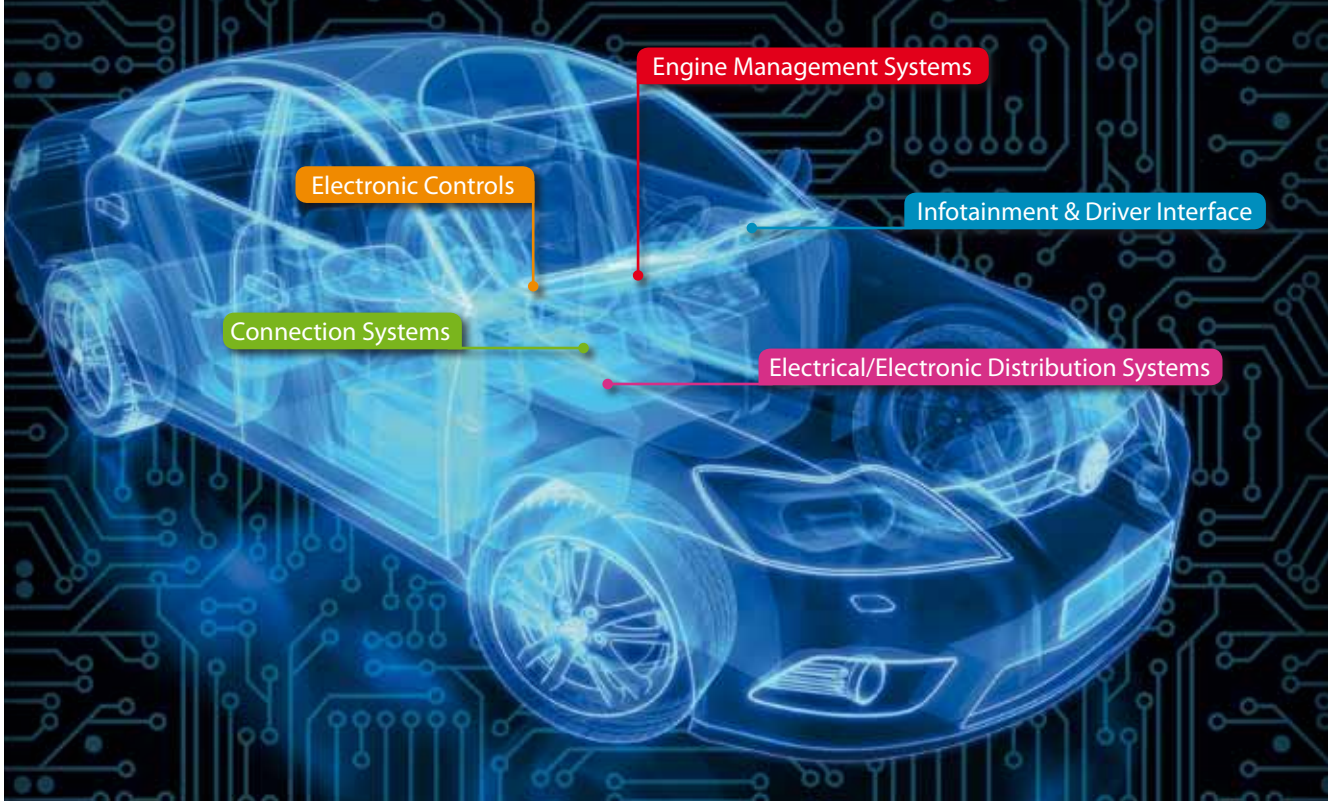 Engine Management Systems
Electronic Controls
Infotainment & Driver Interface
Connection Systems
Electrical/Electronic Distribution Systems